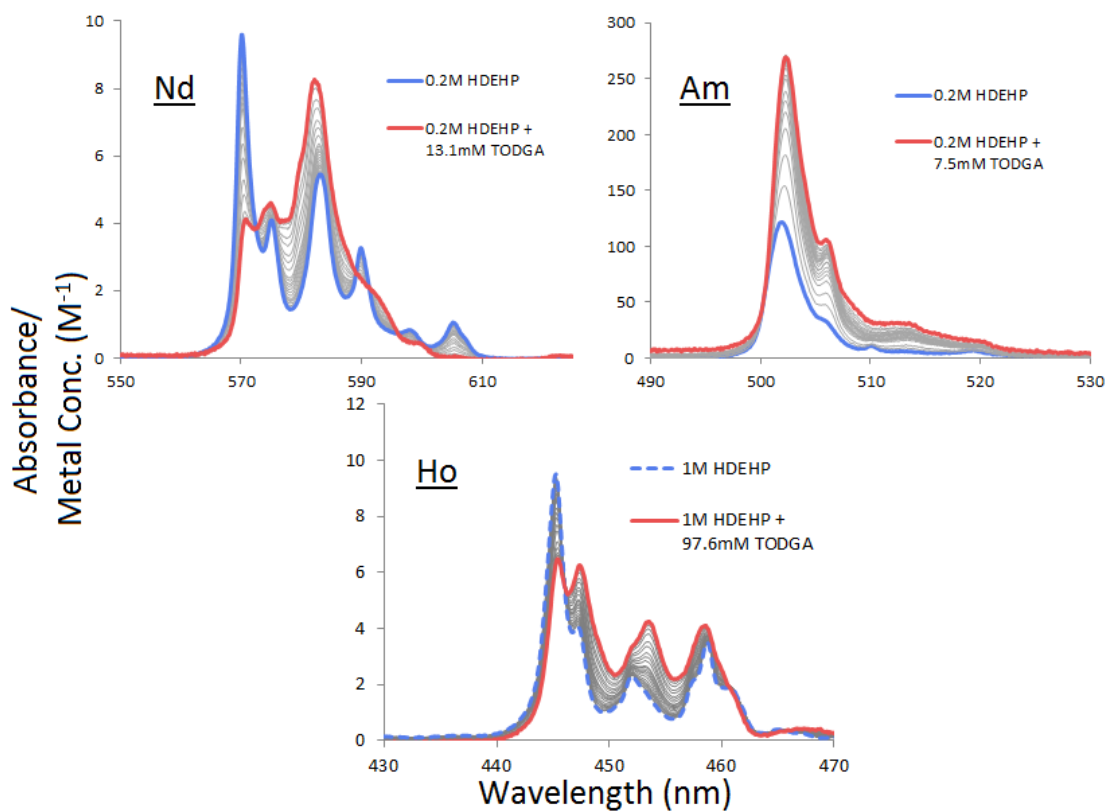 Absorbance/
Metal Conc. (M⁻¹)
Nd
10
8
6
4
2
0
550
570
590
610
0.2M HDEHP
0.2M HDEHP +
13.1mM TODGA
Am
300
250
200
150
100
50
0
490
500
510
520
530
0.2M HDEHP
0.2M HDEHP +
7.5mM TODGA
Ho
12
10
8
6
4
2
0
430
440
450
460
470
1M HDEHP
1M HDEHP +
97.6mM TODGA
Wavelength (nm)